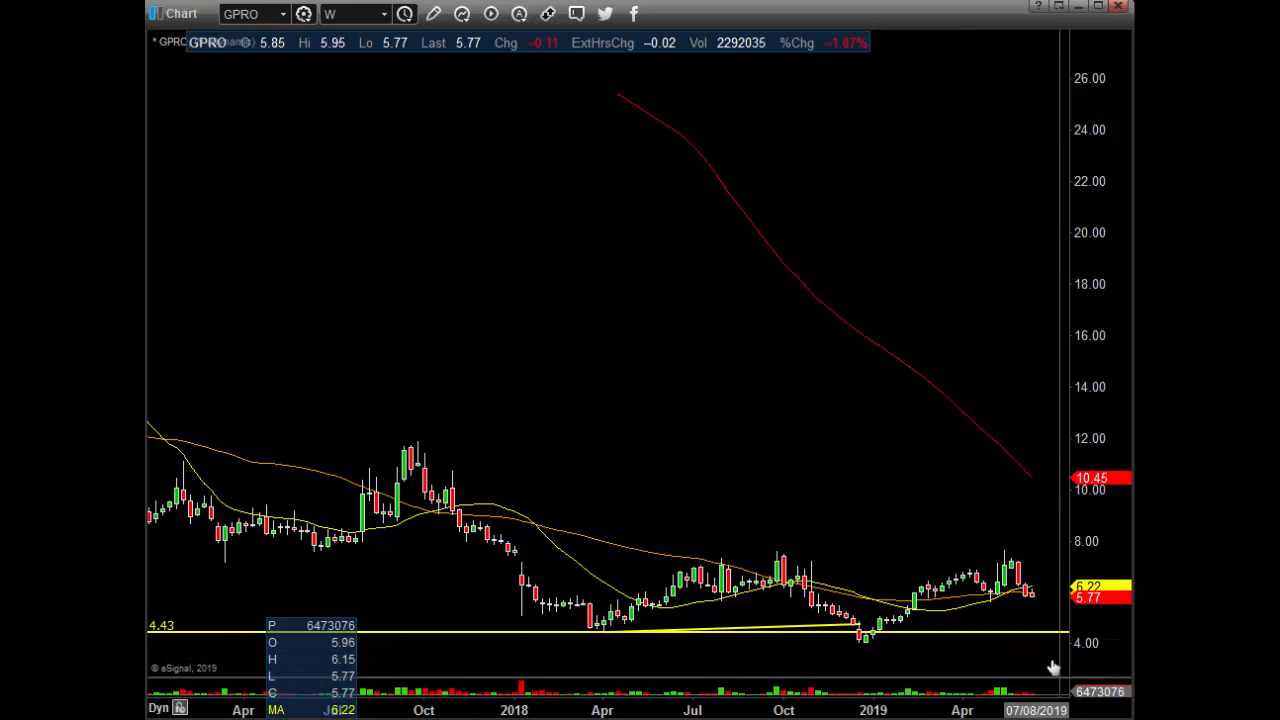 Chart GPRO W
* GPRO GPRO O 5.85 Hi 5.95 Lo 5.77 Last 5.77 Chg -0.11 ExtHrsChg -0.02 Vol 2292035 %Chg -1.87%
26.00
24.00
22.00
20.00
18.00
16.00
14.00
12.00
10.45
10.00
8.00
6.22
5.77
4.43
4.00
P 6473076
O 5.96
H 6.15
L 5.77
C 5.77
MA 6.22
© eSignal, 2019
6473076
Dyn Apr Oct 2018 Apr Jul Oct 2019 Apr 07/08/2019